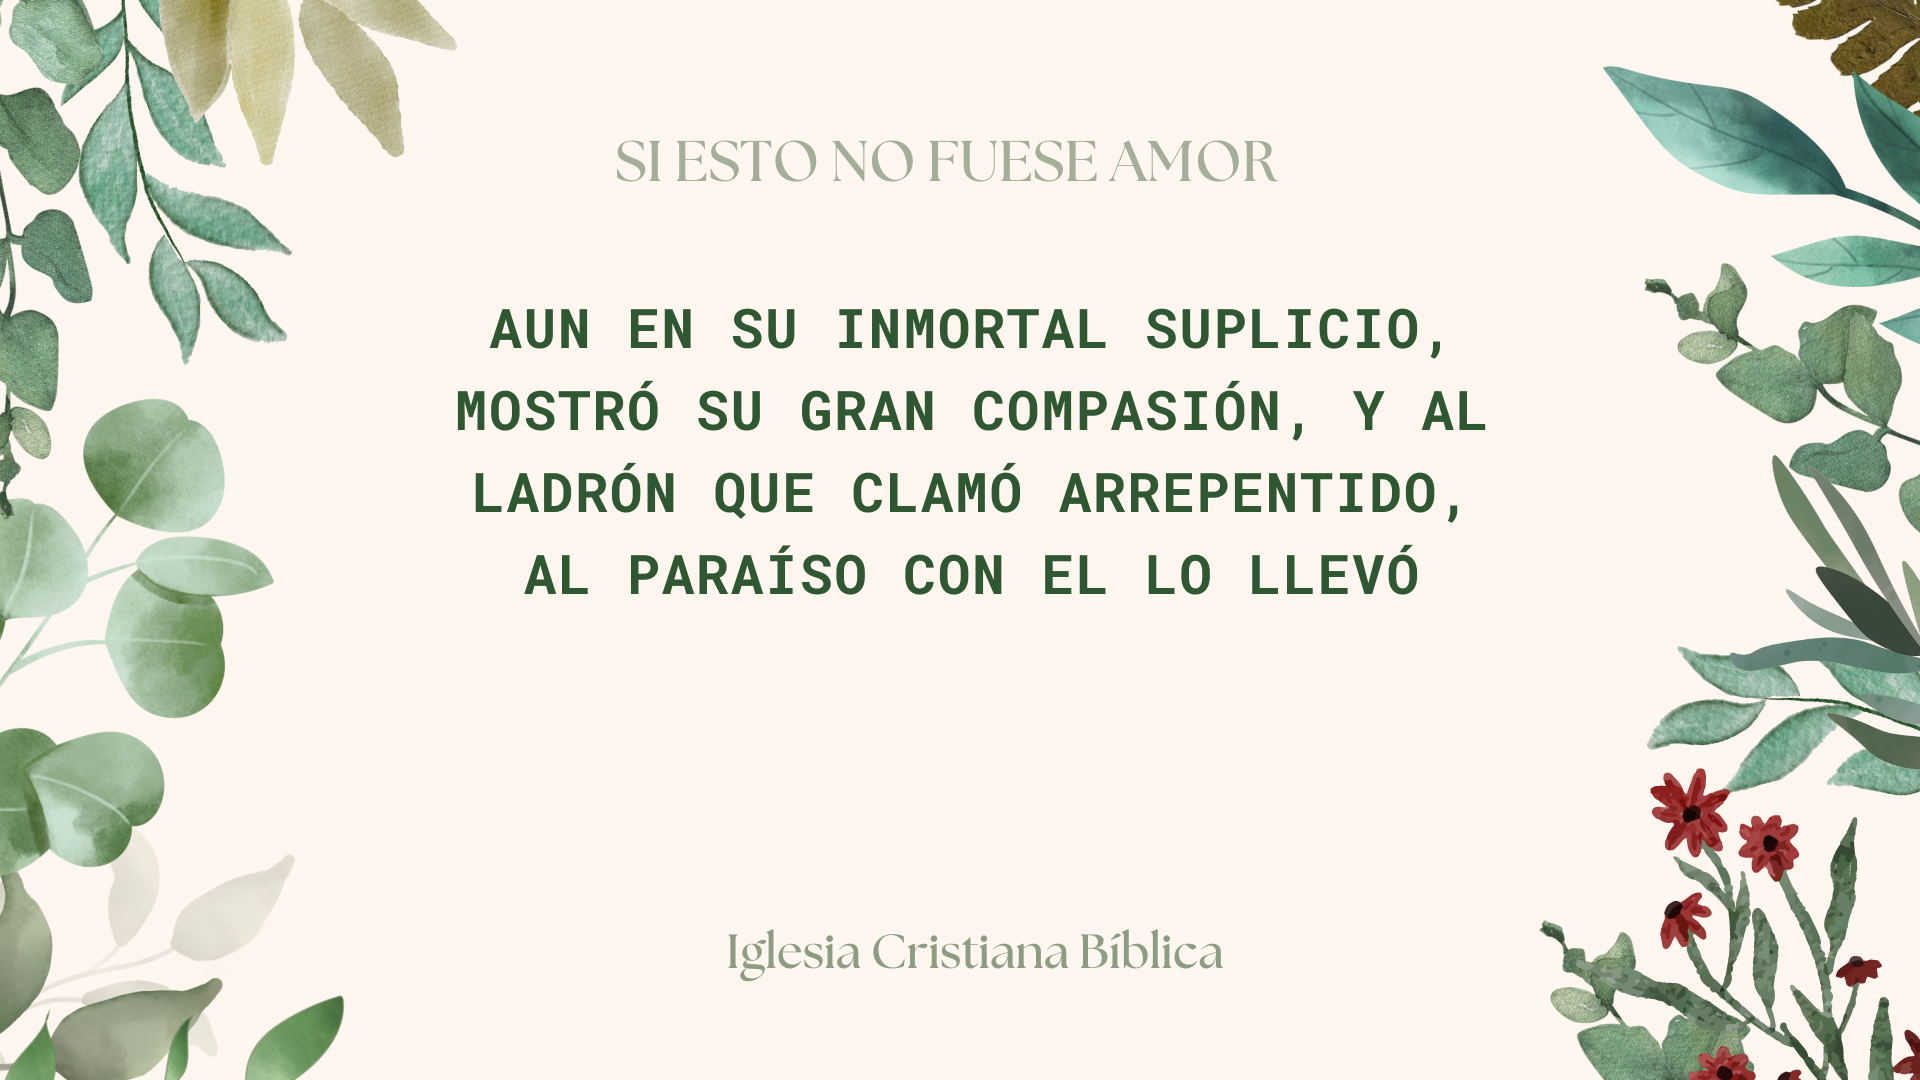 SI ESTO NO FUESE AMOR
AUN EN SU INMORTAL SUPLICIO,
MOSTRÓ SU GRAN COMPASIÓN, Y AL
LADRÓN QUE CLAMÓ ARREPENTIDO,
AL PARAÍSO CON EL LO LLEVÓ
Iglesia Cristiana Bíblica